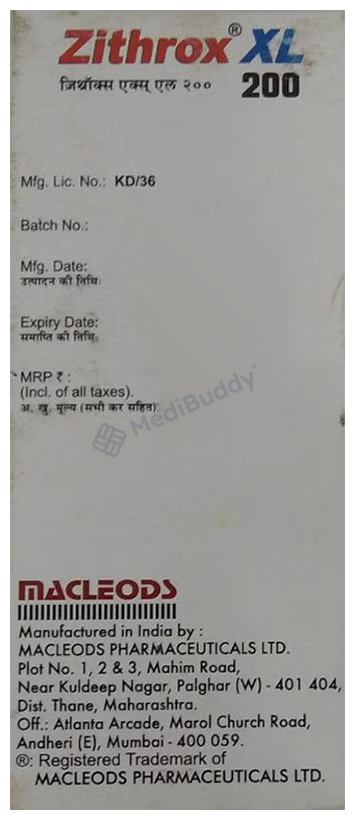 Zithrox® XL
ज़िथ्रॉक्स एक्स् एल २०० 200
Mfg. Lic. No.: KD/36
Batch No.:
Mfg. Date:
उत्पादन की तिथि:
Expiry Date:
समाप्ति की तिथि:
MRP ₹ :
(Incl. of all taxes).
अ. खु. मूल्य (सभी कर सहित):
MediBuddy
MACLEODS
Manufactured in India by :
MACLEODS PHARMACEUTICALS LTD.
Plot No. 1, 2 & 3, Mahim Road,
Near Kuldeep Nagar, Palghar (W) - 401 404,
Dist. Thane, Maharashtra.
Off.: Atlanta Arcade, Marol Church Road,
Andheri (E), Mumbai - 400 059.
®: Registered Trademark of
MACLEODS PHARMACEUTICALS LTD.